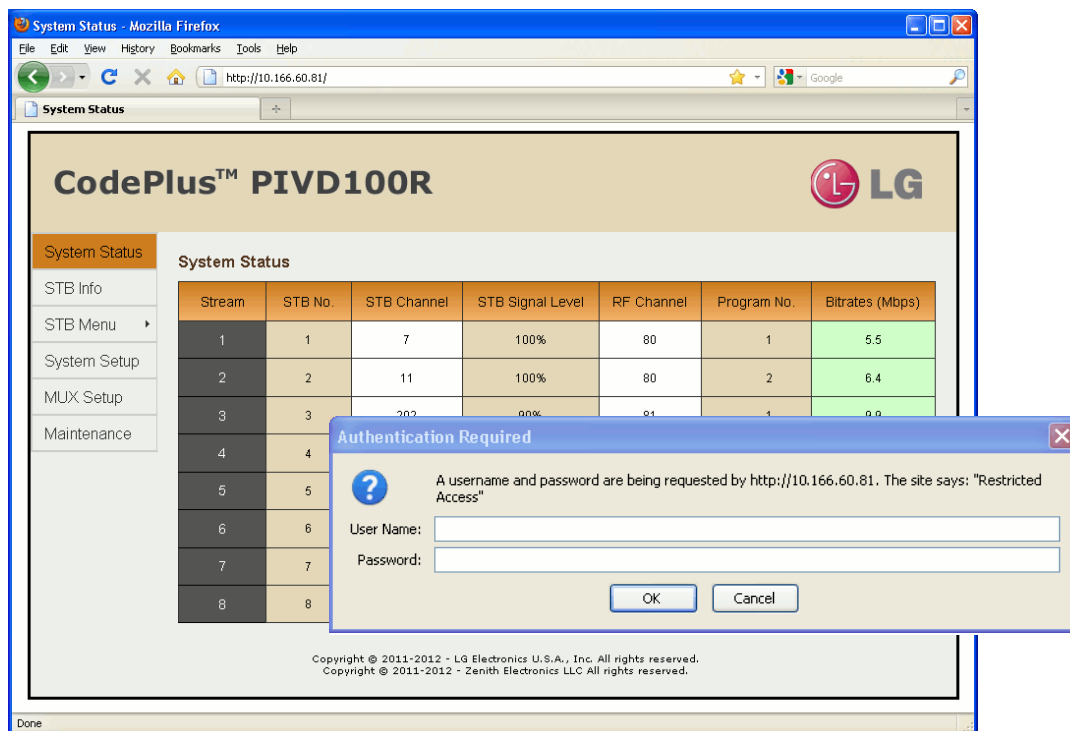 System Status - Mozilla Firefox
File Edit View History Bookmarks Tools Help
http://10.166.60.81/
Google
System Status
CodePlus™ PIVD100R
LG
System Status
STB Info
STB Menu
System Setup
MUX Setup
Maintenance
System Status
Stream STB No. STB Channel STB Signal Level RF Channel Program No. Bitrates (Mbps)
1 1 7 100% 80 1 5.5
2 2 11 100% 80 2 6.4
3 3 202 90% 81 1 9.9
4 4
5 5
6 6
7 7
8 8
Authentication Required
A username and password are being requested by http://10.166.60.81. The site says: "Restricted
Access"
User Name:
Password:
OK Cancel
Copyright © 2011-2012 - LG Electronics U.S.A., Inc. All rights reserved.
Copyright © 2011-2012 - Zenith Electronics LLC All rights reserved.
Done